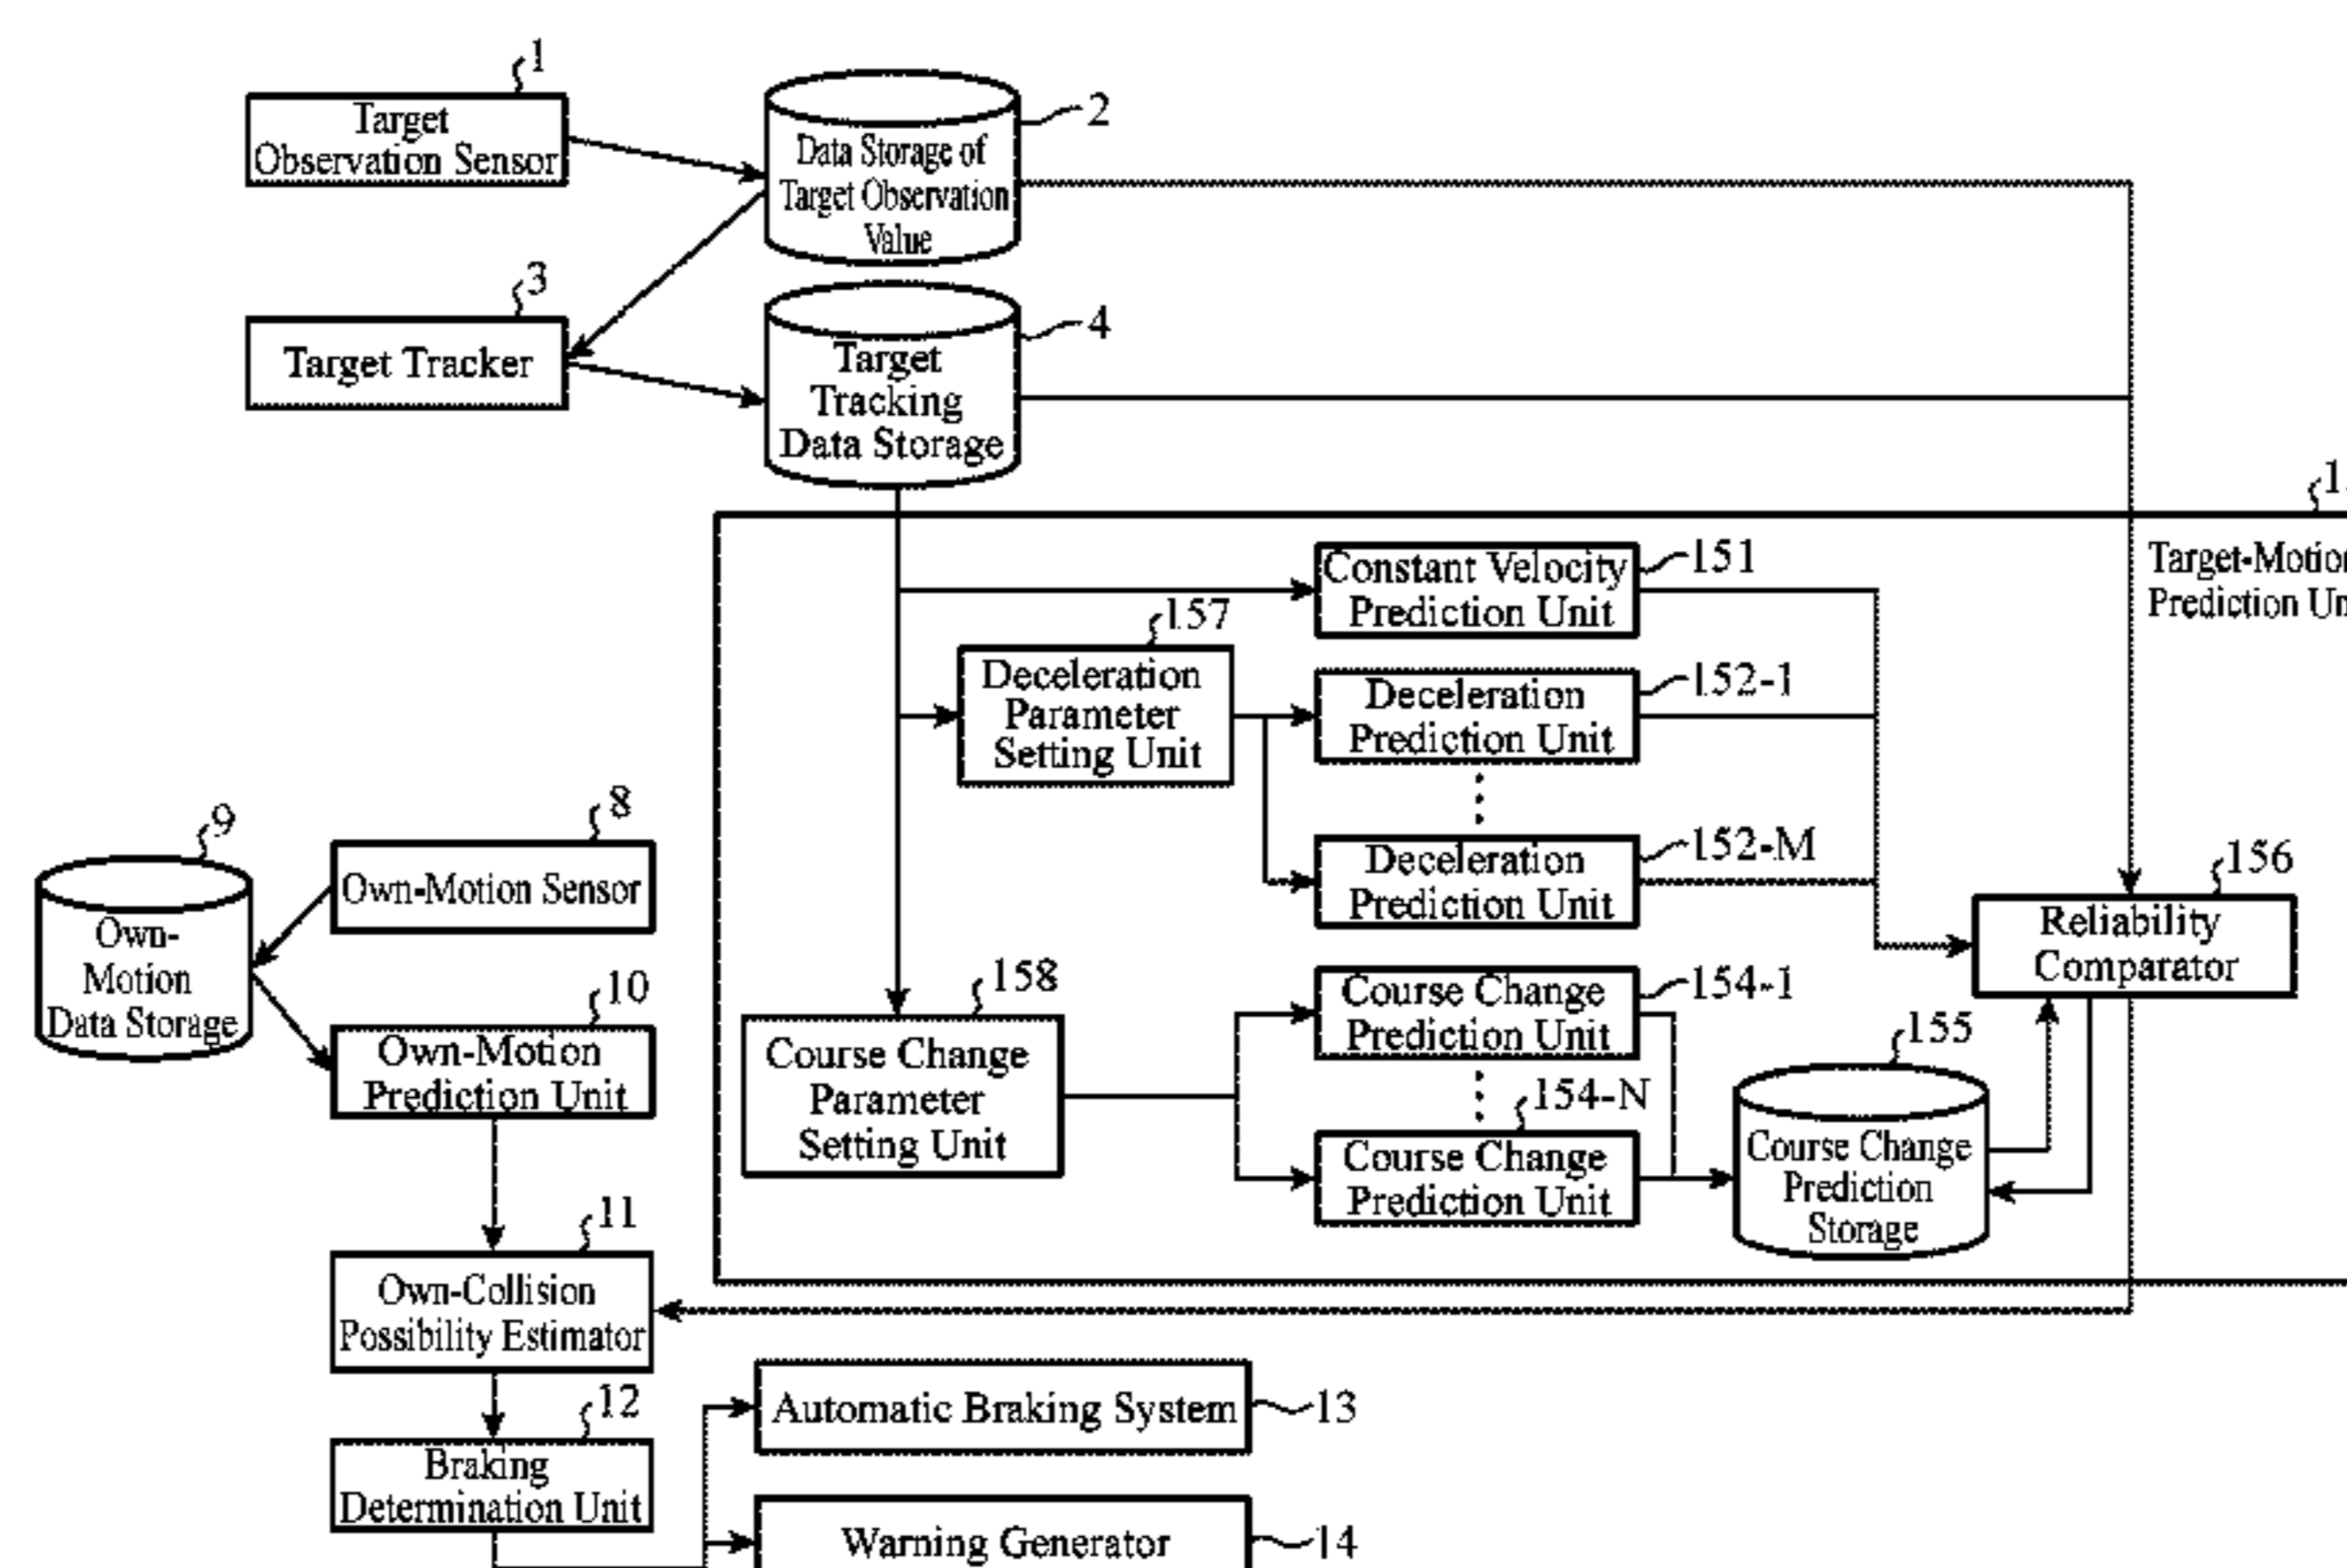 1
Target
Observation Sensor
2
Data Storage of
Target Observation
Value
3
Target Tracker
4
Target
Tracking
Data Storage
Constant Velocity
Prediction Unit
151
157
Deceleration
Parameter
Setting Unit
Deceleration
Prediction Unit
152-1
Deceleration
Prediction Unit
152-M
9
Own-
Motion
Data Storage
8
Own-Motion Sensor
10
Own-Motion
Prediction Unit
158
Course Change
Parameter
Setting Unit
Course Change
Prediction Unit
154-1
154-N
Course Change
Prediction Unit
156
Reliability
Comparator
155
Course Change
Prediction
Storage
11
Own-Collision
Possibility Estimator
12
Braking
Determination Unit
Automatic Braking System
13
Warning Generator
14